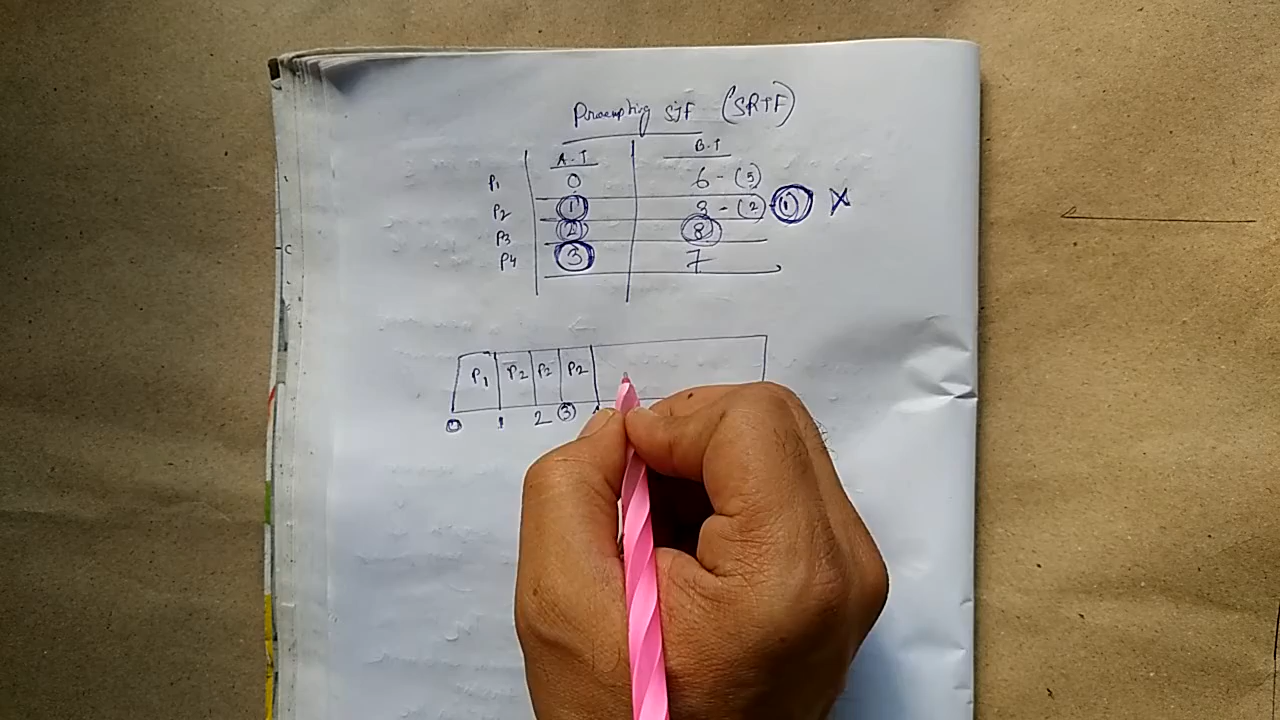 Preempting SJF (SRTF)
A-T B-T
P1 0 6-(5)
P2 1 3-(2) 1 X
P3 2 8
P4 3 7
P1 P2 P2 P2
0 1 2 3
C